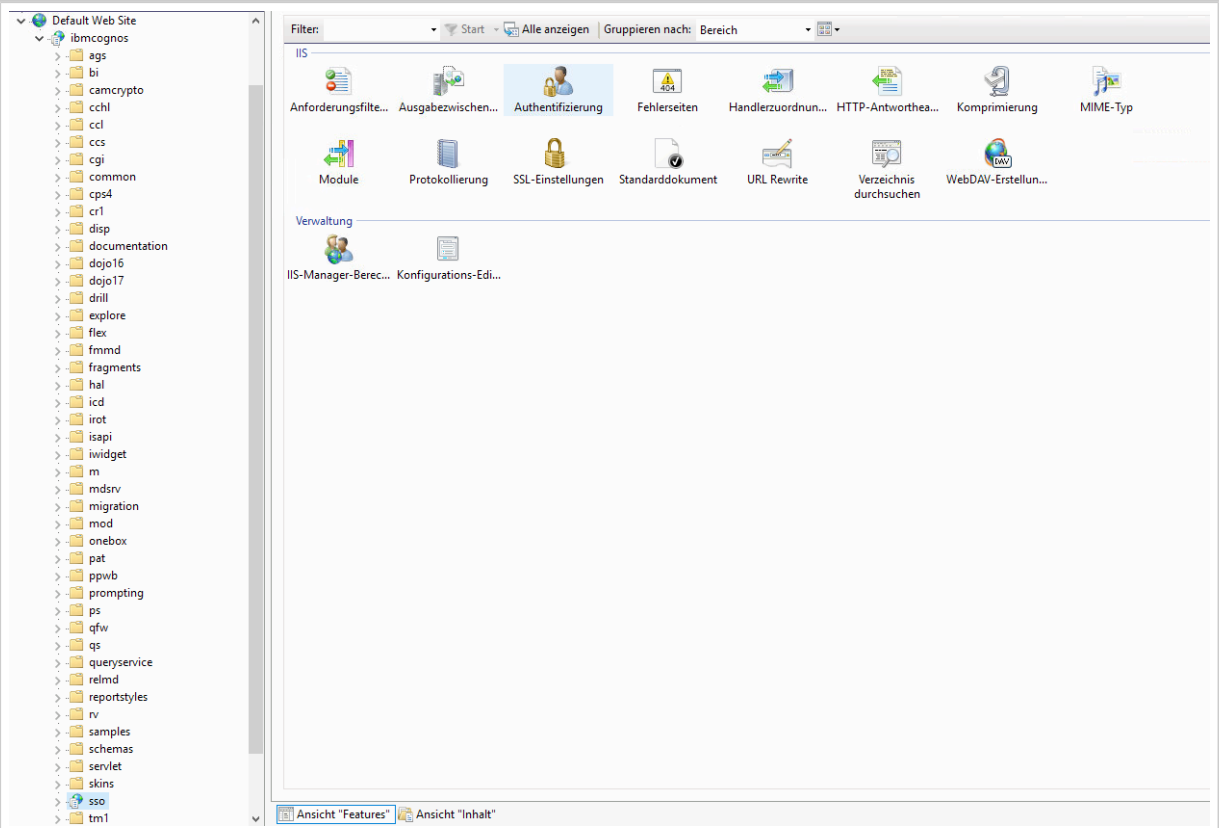 Default Web Site
ibmcognos
ags
bi
camcrypto
cchl
ccl
ccs
cgi
common
cps4
cr1
disp
documentation
dojo16
dojo17
drill
explore
flex
fmmd
fragments
hal
icd
irot
isapi
iwidget
m
mdsrv
migration
mod
onebox
pat
ppwb
prompting
ps
qfw
qs
queryservice
relmd
reportstyles
rv
samples
schemas
servlet
skins
sso
tm1
Filter: Start Alle anzeigen Gruppieren nach: Bereich
IIS
Anforderungsfilte... Ausgabezwischen... Authentifizierung Fehlerseiten Handlerzuordnun... HTTP-Antworthea... Komprimierung MIME-Typ
404
Module Protokollierung SSL-Einstellungen Standarddokument URL Rewrite Verzeichnis durchsuchen WebDAV-Erstellun...
DAV
Verwaltung
IIS-Manager-Berec... Konfigurations-Edi...
Ansicht "Features" Ansicht "Inhalt"